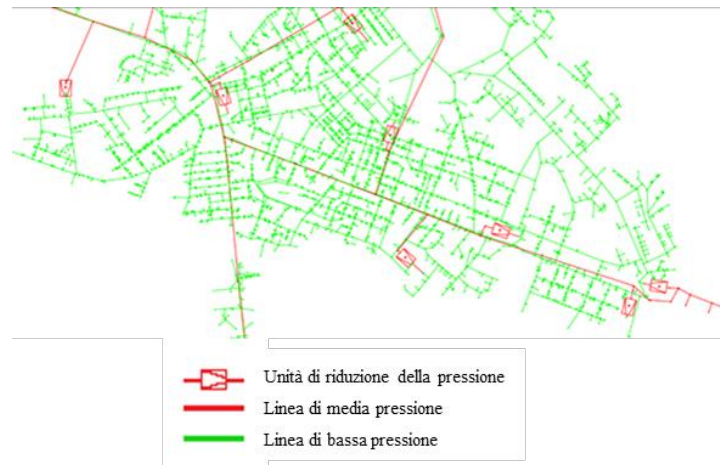 Unità di riduzione della pressione
Linea di media pressione
Linea di bassa pressione